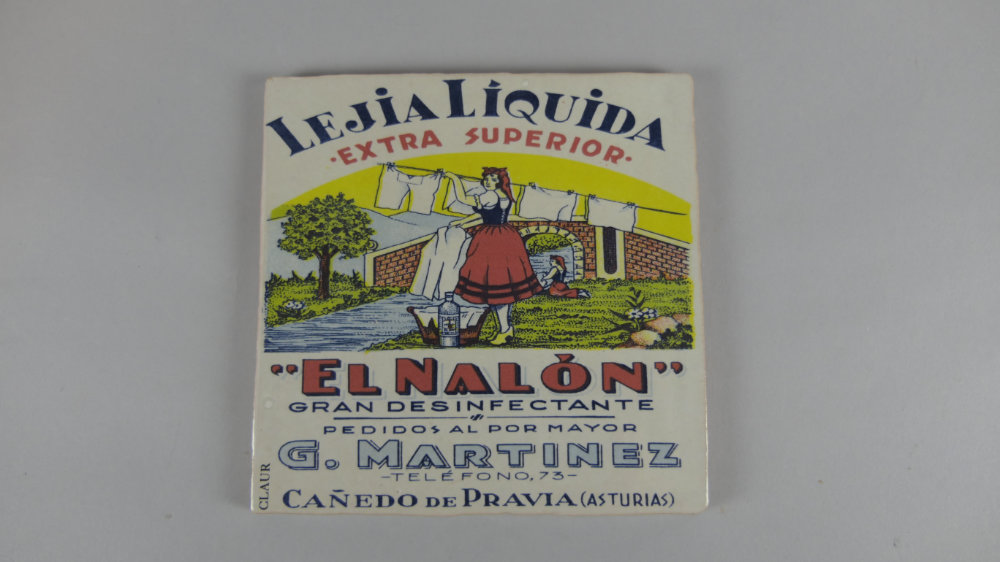 LEJIA LÍQUIDA
·EXTRA SUPERIOR·
"EL NALÓN"
GRAN DESINFECTANTE
PEDIDOS AL POR MAYOR
G. MARTINEZ
-TELÉFONO, 73-
CAÑEDO DE PRAVIA (ASTURIAS)
CLAUR